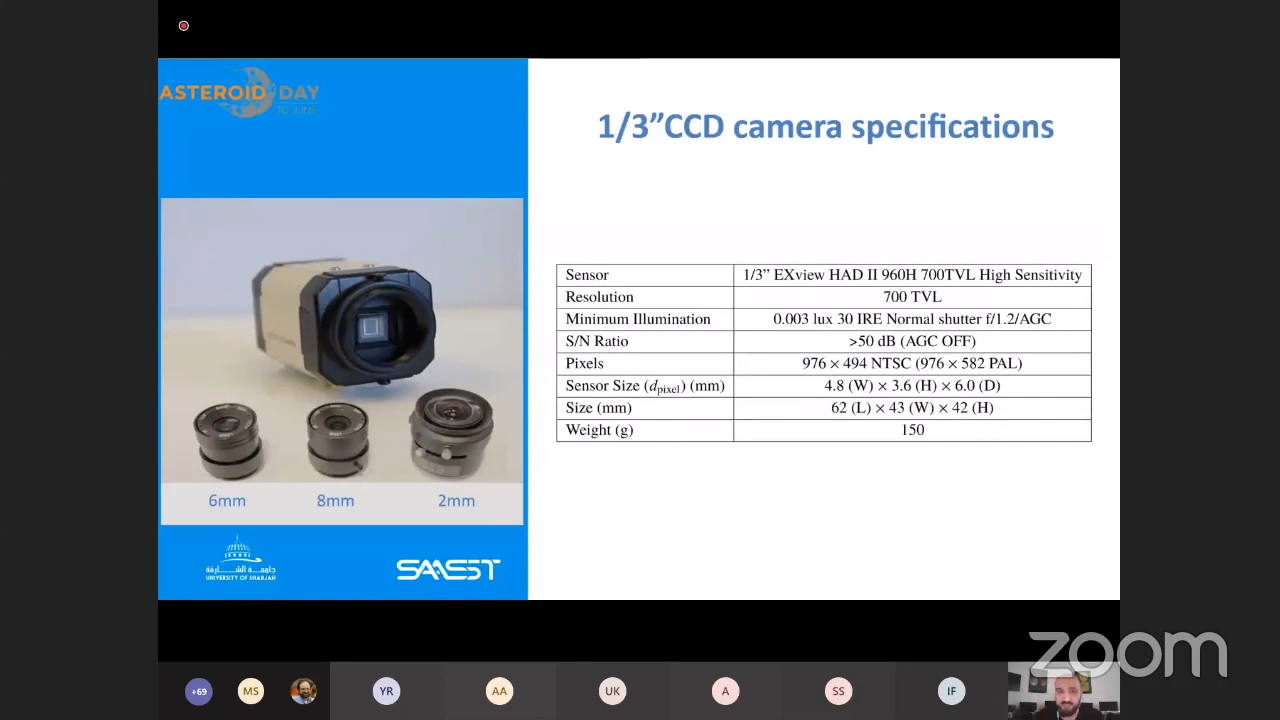 ASTEROID DAY
30 JUNE
1/3”CCD camera specifications
Sensor 1/3” EXview HAD II 960H 700TVL High Sensitivity
Resolution 700 TVL
Minimum Illumination 0.003 lux 30 IRE Normal shutter f/1.2/AGC
S/N Ratio >50 dB (AGC OFF)
Pixels 976 × 494 NTSC (976 × 582 PAL)
Sensor Size (dpixel) (mm) 4.8 (W) × 3.6 (H) × 6.0 (D)
Size (mm) 62 (L) × 43 (W) × 42 (H)
Weight (g) 150
6mm 8mm 2mm
جامعة الشارقة
UNIVERSITY OF SHARJAH
SAASST
zoom
+69 MS YR AA UK A SS IF